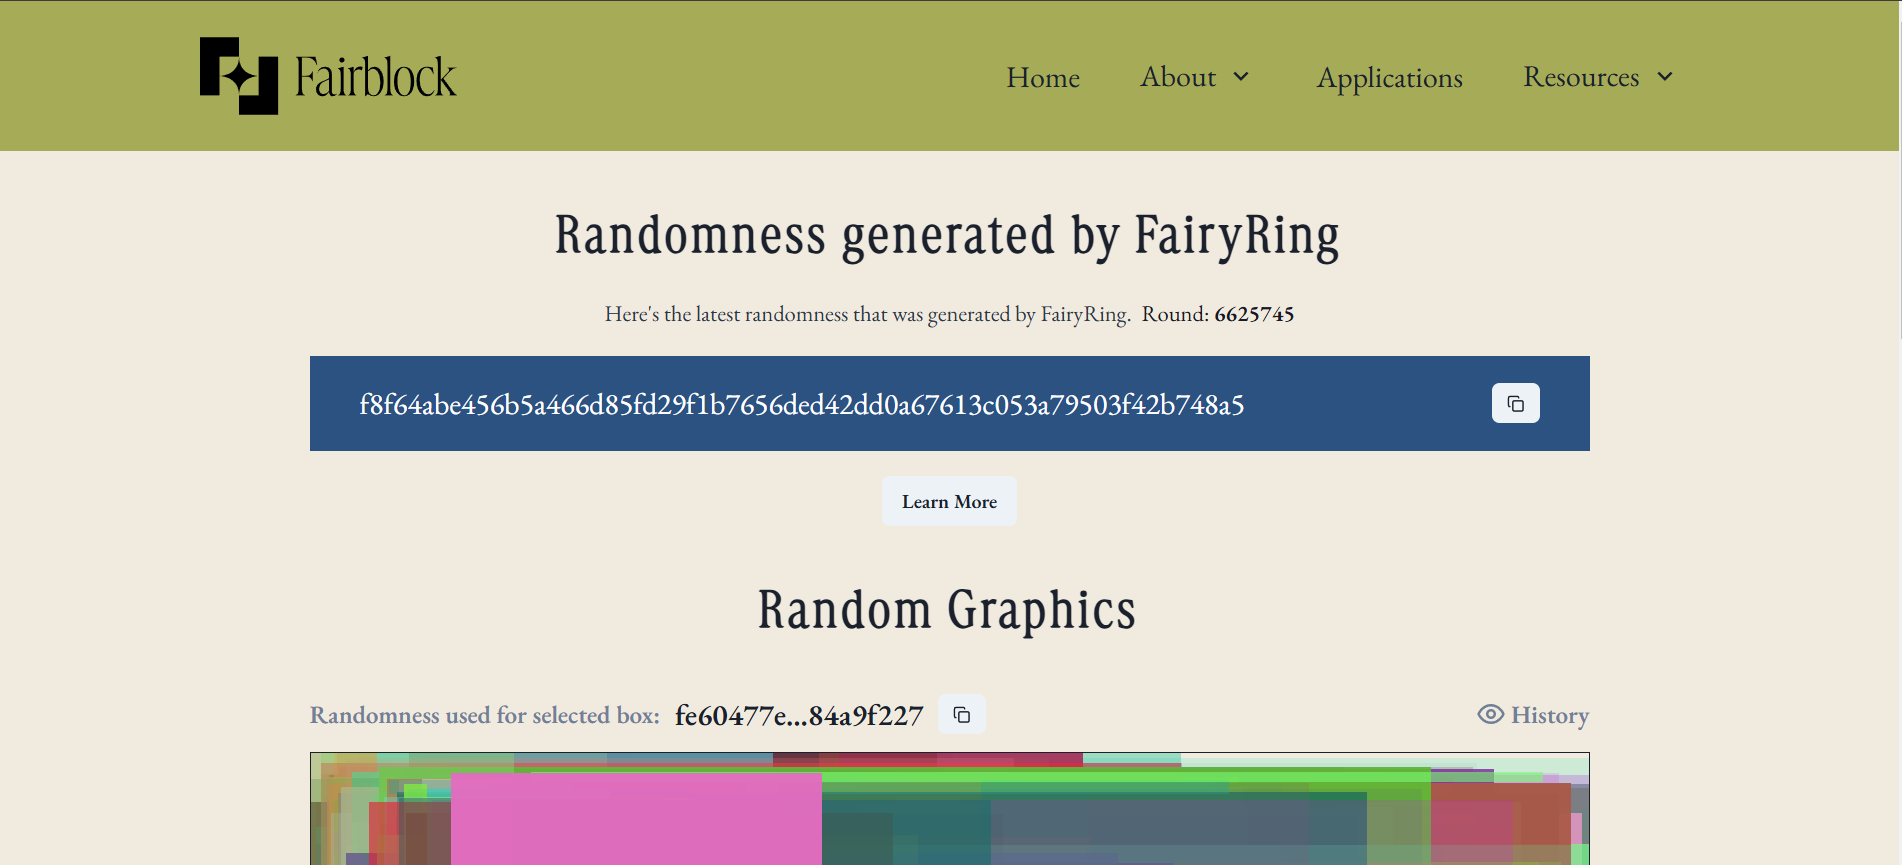 Fairblock
Home About Applications Resources
Randomness generated by FairyRing
Here's the latest randomness that was generated by FairyRing. Round: 6625745
f8f64abe456b5a466d85fd29f1b7656ded42dd0a67613c053a79503f42b748a5
Learn More
Random Graphics
Randomness used for selected box: fe60477e...84a9f227 History